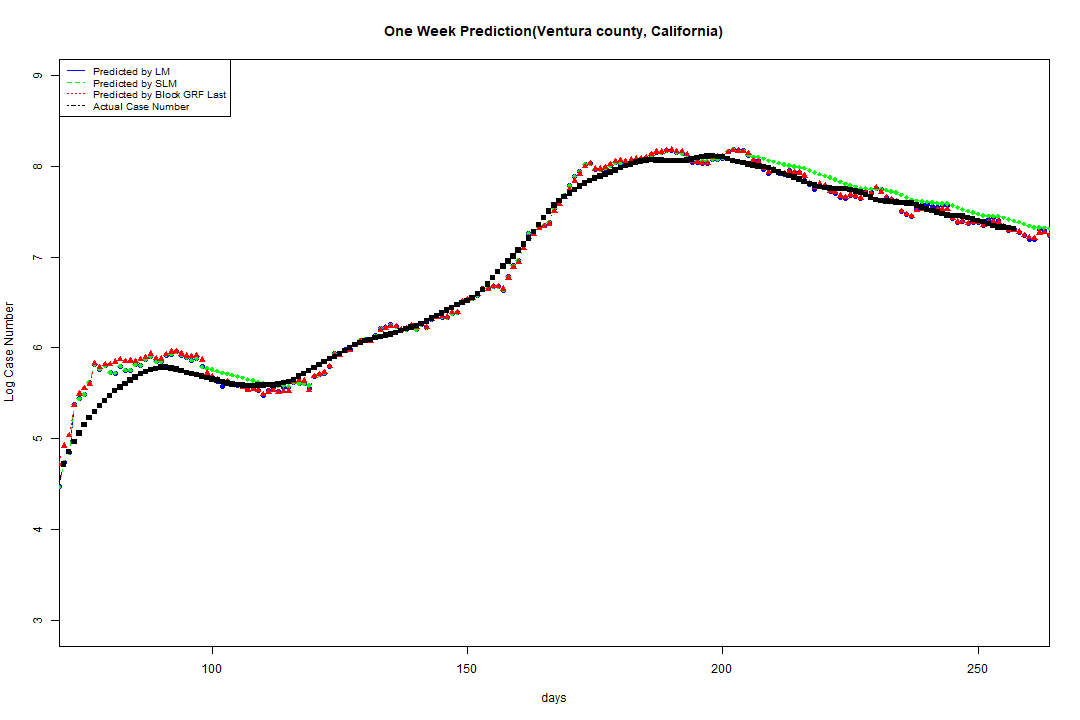 One Week Prediction(Ventura county, California)
Predicted by LM
Predicted by SLM
Predicted by Block GRF Last
Actual Case Number
9
8
7
6
5
4
3
Log Case Number
100 150 200 250
days